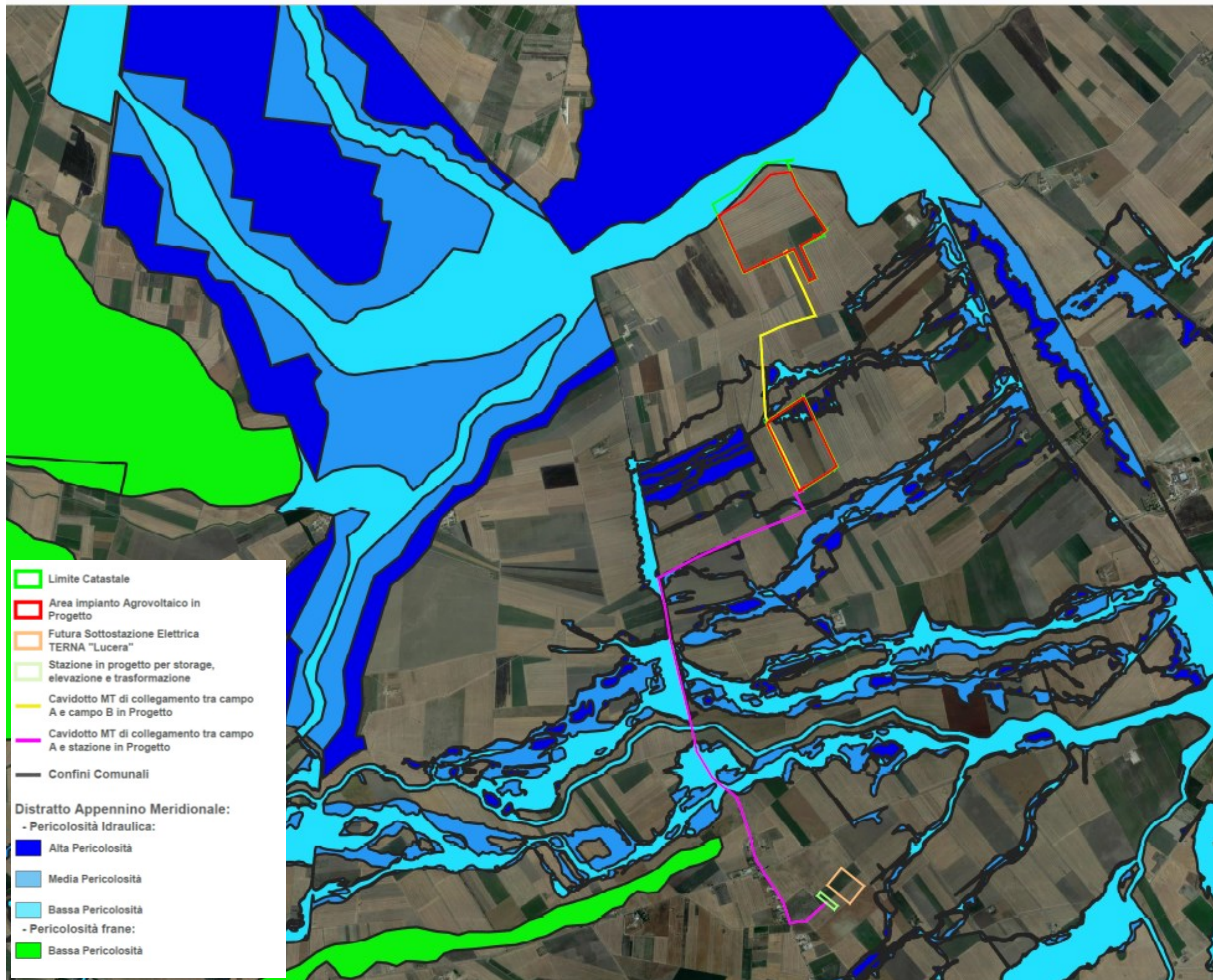 Limite Catastale
Area impianto Agrovoltaico in
Progetto
Futura Sottostazione Elettrica
TERNA "Lucera"
Stazione in progetto per storage,
elevazione e trasformazione
Cavidotto MT di collegamento tra campo
A e campo B in Progetto
Cavidotto MT di collegamento tra campo
A e stazione in Progetto
Confini Comunali
Distratto Appennino Meridionale:
- Pericolosità Idraulica:
Alta Pericolosità
Media Pericolosità
Bassa Pericolosità
- Pericolosità frane:
Bassa Pericolosità